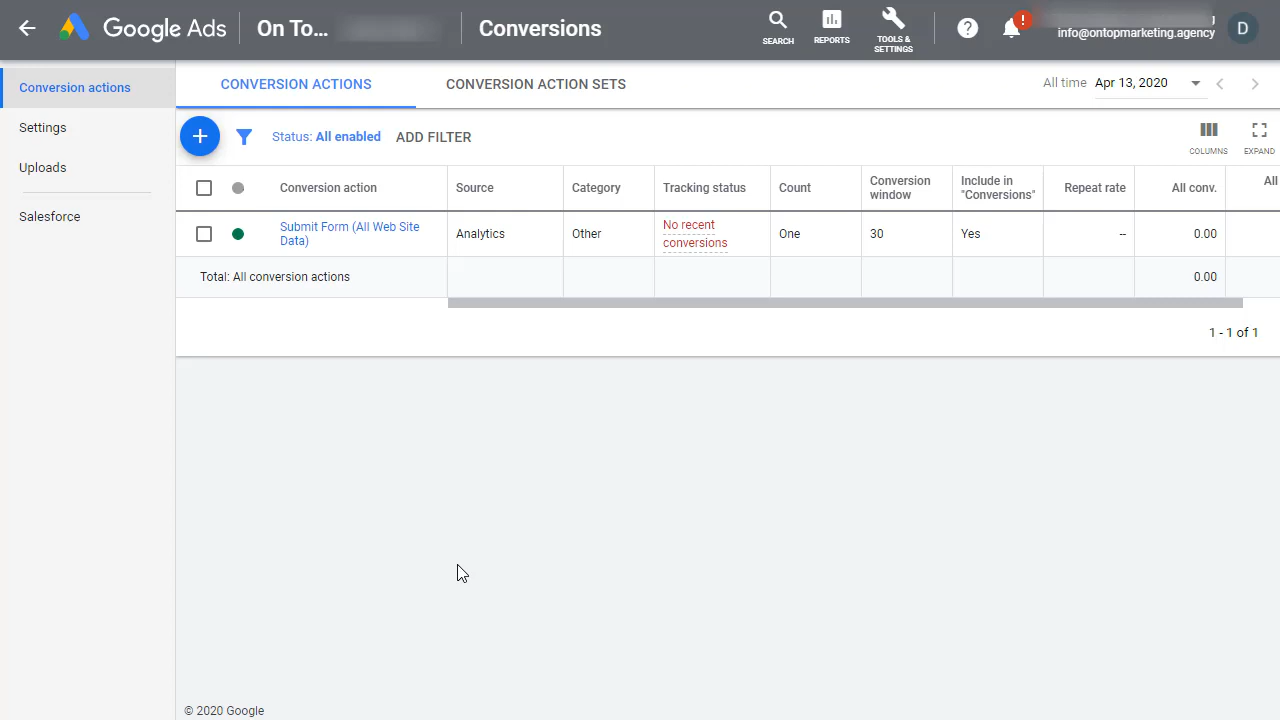 Google Ads
On To...
Conversions
SEARCH
REPORTS
TOOLS &
SETTINGS
?
!
info@ontopmarketing.agency
D
Conversion actions
Settings
Uploads
Salesforce
CONVERSION ACTIONS
CONVERSION ACTION SETS
All time Apr 13, 2020
+
Status: All enabled
ADD FILTER
COLUMNS
EXPAND
Conversion action
Source
Category
Tracking status
Count
Conversion
window
Include in
"Conversions"
Repeat rate
All conv.
All
Submit Form (All Web Site
Data)
Analytics
Other
No recent
conversions
One
30
Yes
--
0.00
Total: All conversion actions
0.00
1 - 1 of 1
© 2020 Google